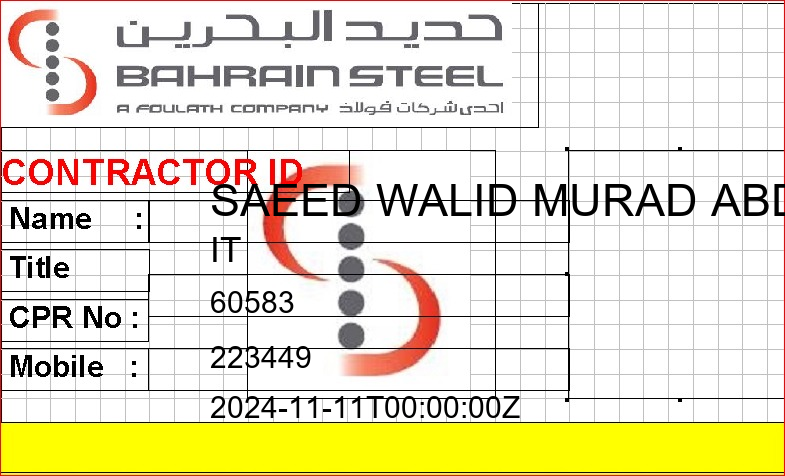 حديد البحرين
BAHRAIN STEEL
A FOULATH COMPANY احدى شركات فولاذ
CONTRACTOR ID
Name : SAEED WALID MURAD ABD
Title IT
CPR No : 60583
Mobile : 223449
2024-11-11T00:00:00Z